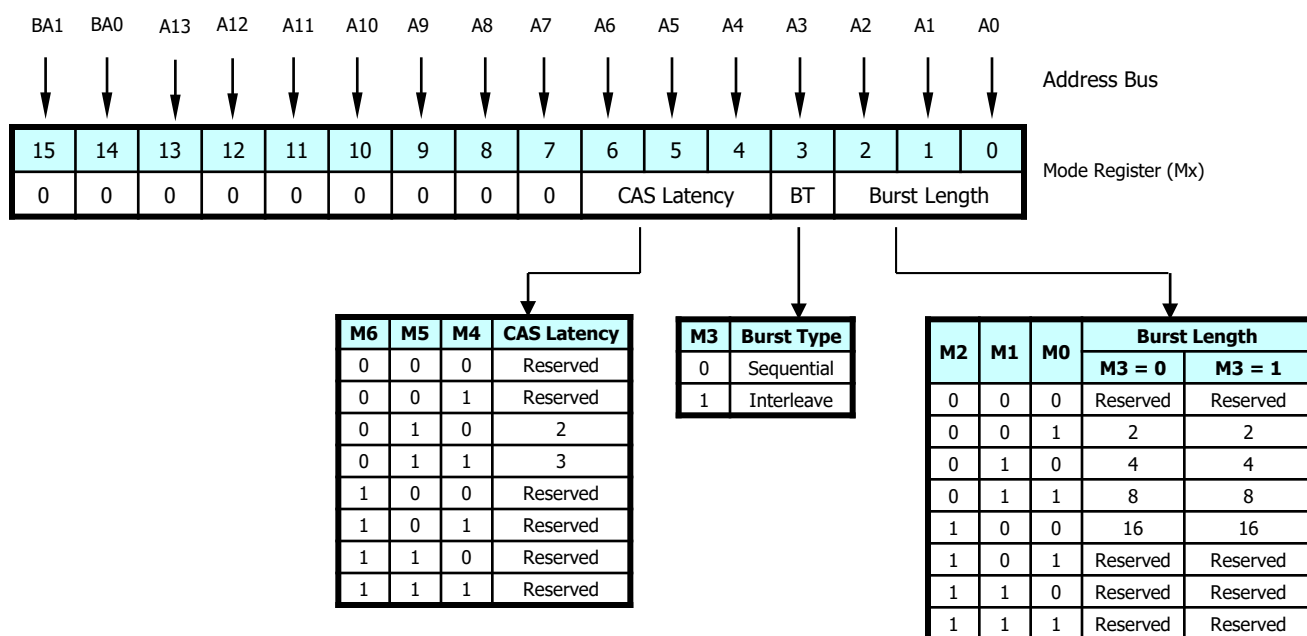 BA1 BA0 A13 A12 A11 A10 A9 A8 A7 A6 A5 A4 A3 A2 A1 A0
Address Bus
15 14 13 12 11 10 9 8 7 6 5 4 3 2 1 0
Mode Register (Mx)
0 0 0 0 0 0 0 0 0 CAS Latency BT Burst Length
M6 M5 M4 CAS Latency
0 0 0 Reserved
0 0 1 Reserved
0 1 0 2
0 1 1 3
1 0 0 Reserved
1 0 1 Reserved
1 1 0 Reserved
1 1 1 Reserved
M3 Burst Type
0 Sequential
1 Interleave
M2 M1 M0 Burst Length
M3 = 0 M3 = 1
0 0 0 Reserved Reserved
0 0 1 2 2
0 1 0 4 4
0 1 1 8 8
1 0 0 16 16
1 0 1 Reserved Reserved
1 1 0 Reserved Reserved
1 1 1 Reserved Reserved